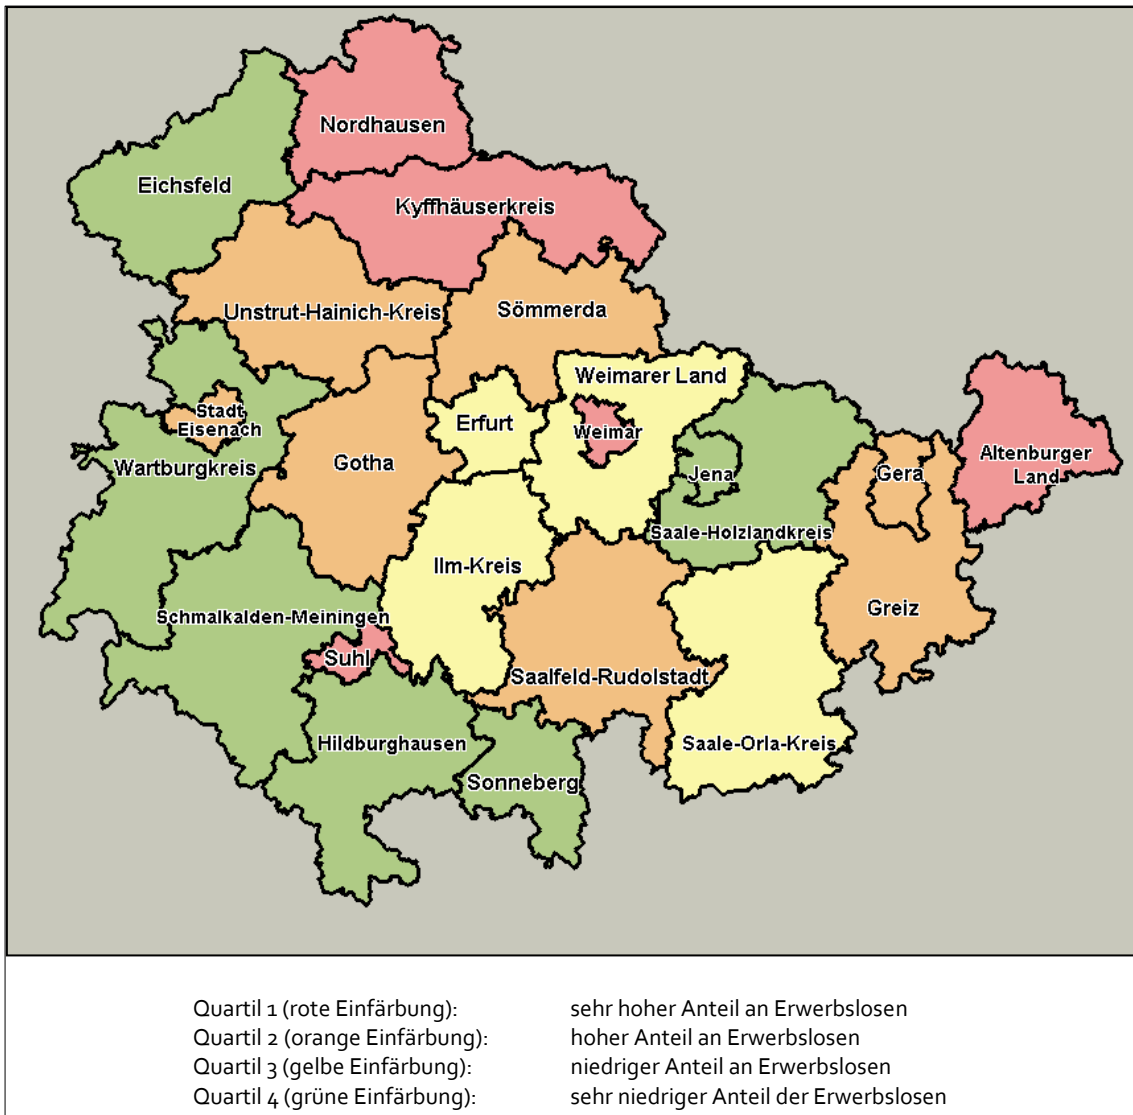 Nordhausen
Eichsfeld
Kyffhäuserkreis
Unstrut-Hainich-Kreis
Sömmerda
Weimarer Land
Stadt
Eisenach
Erfurt
Weimar
Wartburgkreis
Gotha
Jena
Gera
Altenburger
Land
Saale-Holzlandkreis
Ilm-Kreis
Greiz
Schmalkalden-Meiningen
Suhl
Saalfeld-Rudolstadt
Hildburghausen
Saale-Orla-Kreis
Sonneberg
Quartil 1 (rote Einfärbung): sehr hoher Anteil an Erwerbslosen
Quartil 2 (orange Einfärbung): hoher Anteil an Erwerbslosen
Quartil 3 (gelbe Einfärbung): niedriger Anteil an Erwerbslosen
Quartil 4 (grüne Einfärbung): sehr niedriger Anteil der Erwerbslosen